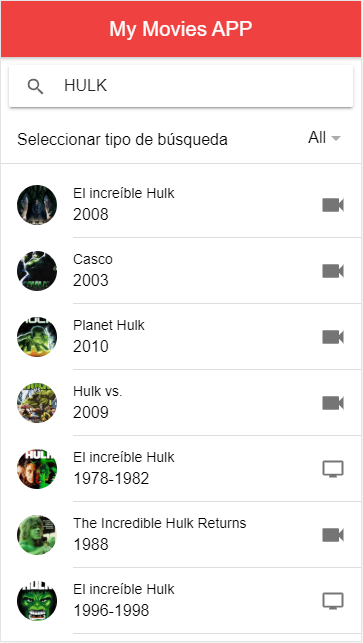 My Movies APP
HULK
Seleccionar tipo de búsqueda
All
El increíble Hulk
2008
Casco
2003
Planet Hulk
2010
Hulk vs.
2009
El increíble Hulk
1978-1982
The Incredible Hulk Returns
1988
El increíble Hulk
1996-1998